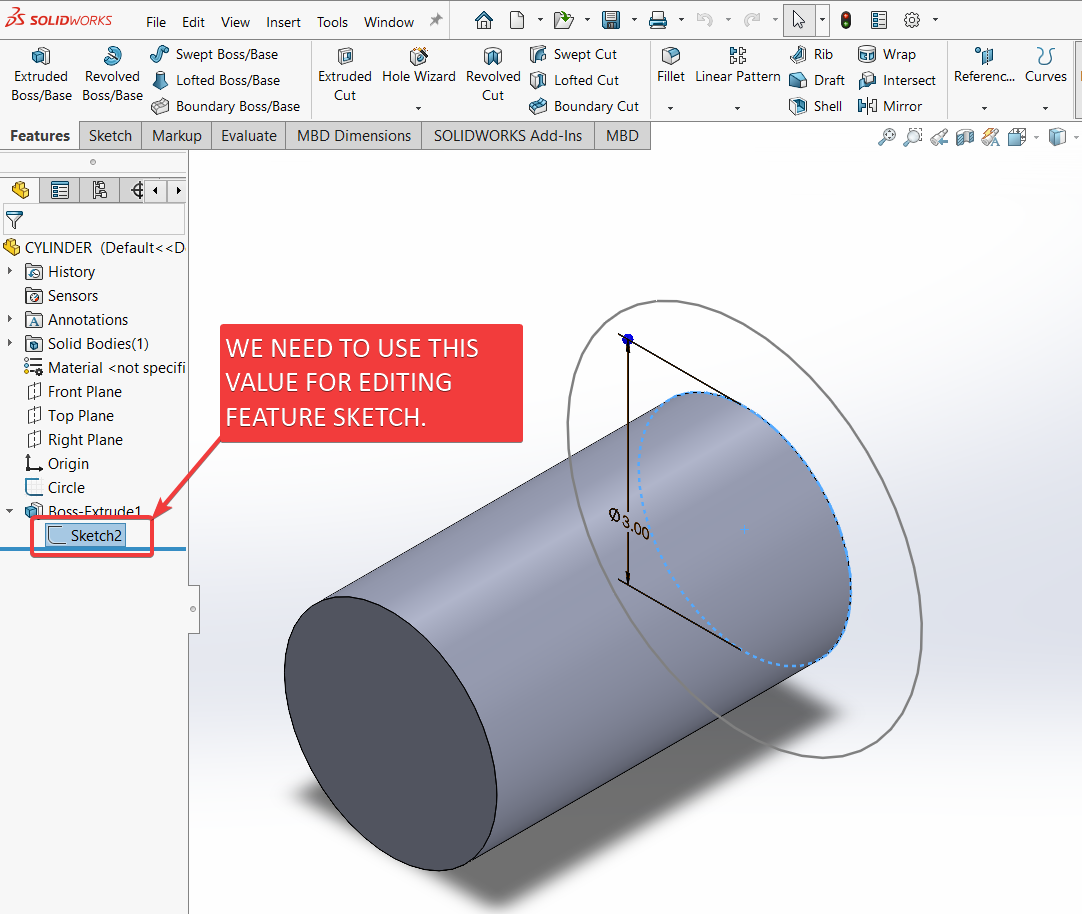 SOLIDWORKS File Edit View Insert Tools Window
Extruded Boss/Base
Revolved Boss/Base
Swept Boss/Base
Lofted Boss/Base
Boundary Boss/Base
Extruded Cut
Hole Wizard
Revolved Cut
Swept Cut
Lofted Cut
Boundary Cut
Fillet
Linear Pattern
Rib
Draft
Shell
Wrap
Intersect
Mirror
Referenc...
Curves
Features Sketch Markup Evaluate MBD Dimensions SOLIDWORKS Add-Ins MBD
CYLINDER (Default<<D
History
Sensors
Annotations
Solid Bodies(1)
Material <not specifi
Front Plane
Top Plane
Right Plane
Origin
Circle
Boss-Extrude1
Sketch2
WE NEED TO USE THIS
VALUE FOR EDITING
FEATURE SKETCH.
Ø3.00